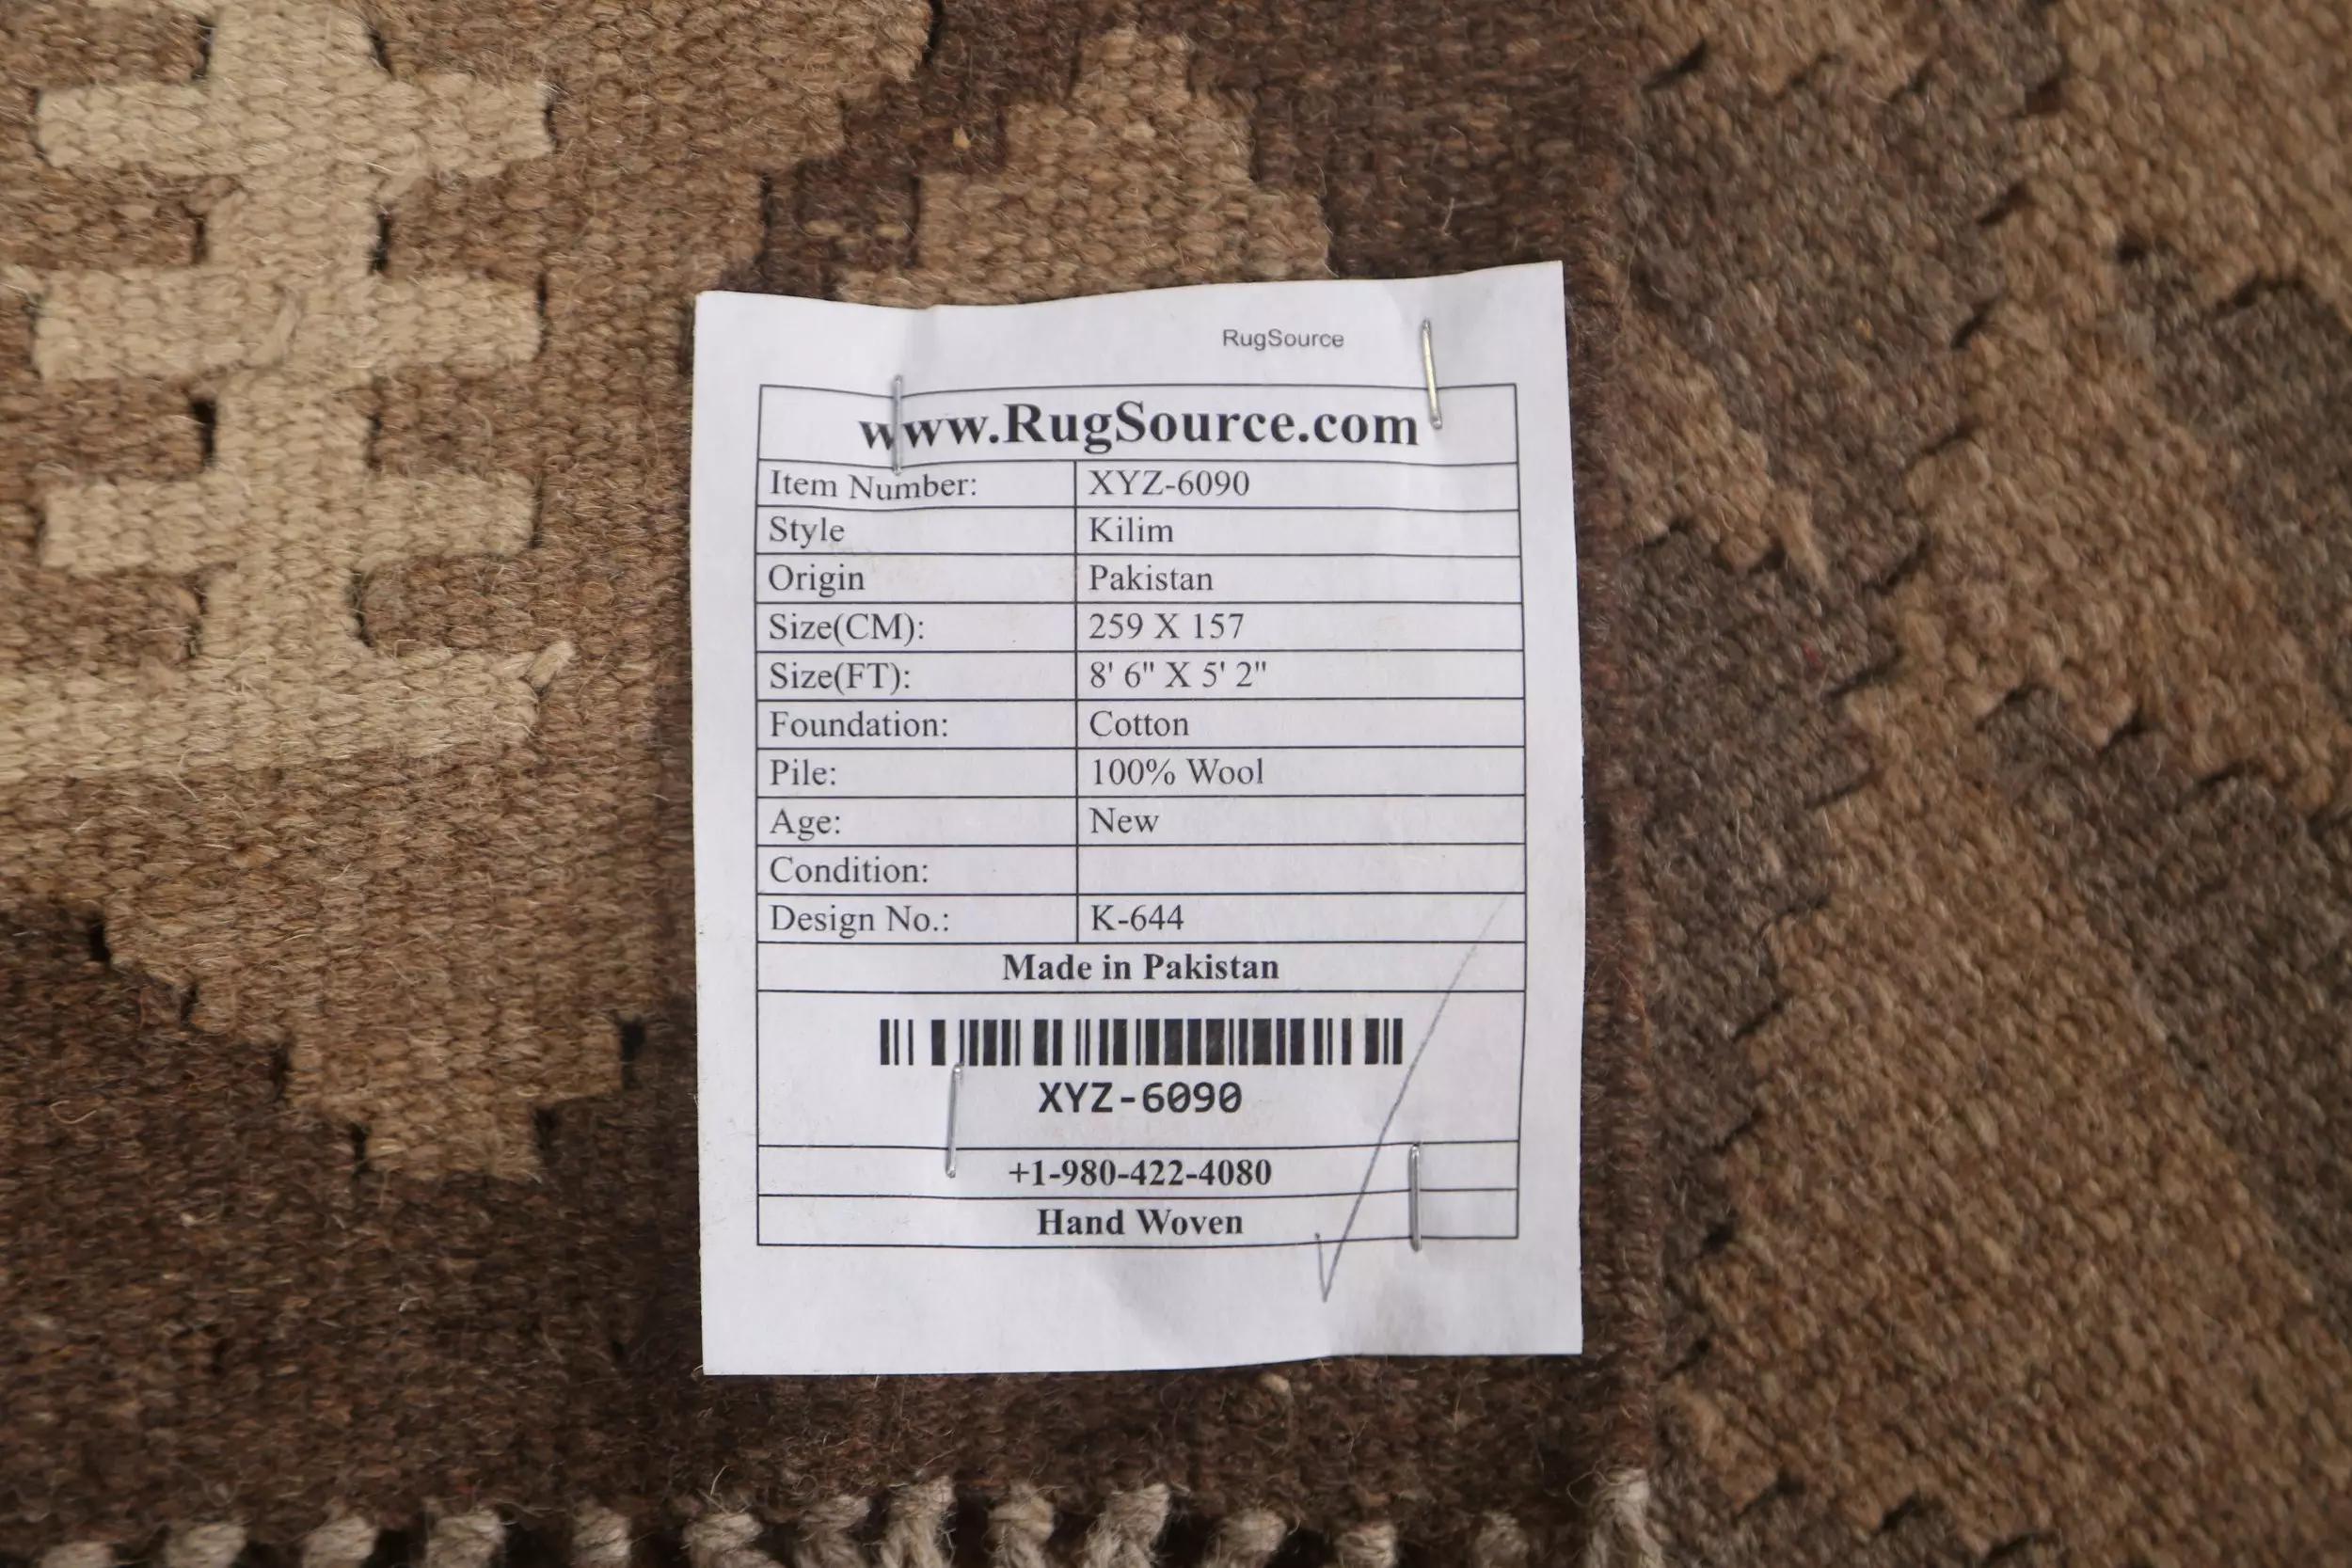 RugSource
www.RugSource.com
Item Number: XYZ-6090
Style Kilim
Origin Pakistan
Size(CM): 259 X 157
Size(FT): 8' 6" X 5' 2"
Foundation: Cotton
Pile: 100% Wool
Age: New
Condition:
Design No.: K-644
Made in Pakistan
XYZ-6090
+1-980-422-4080
Hand Woven